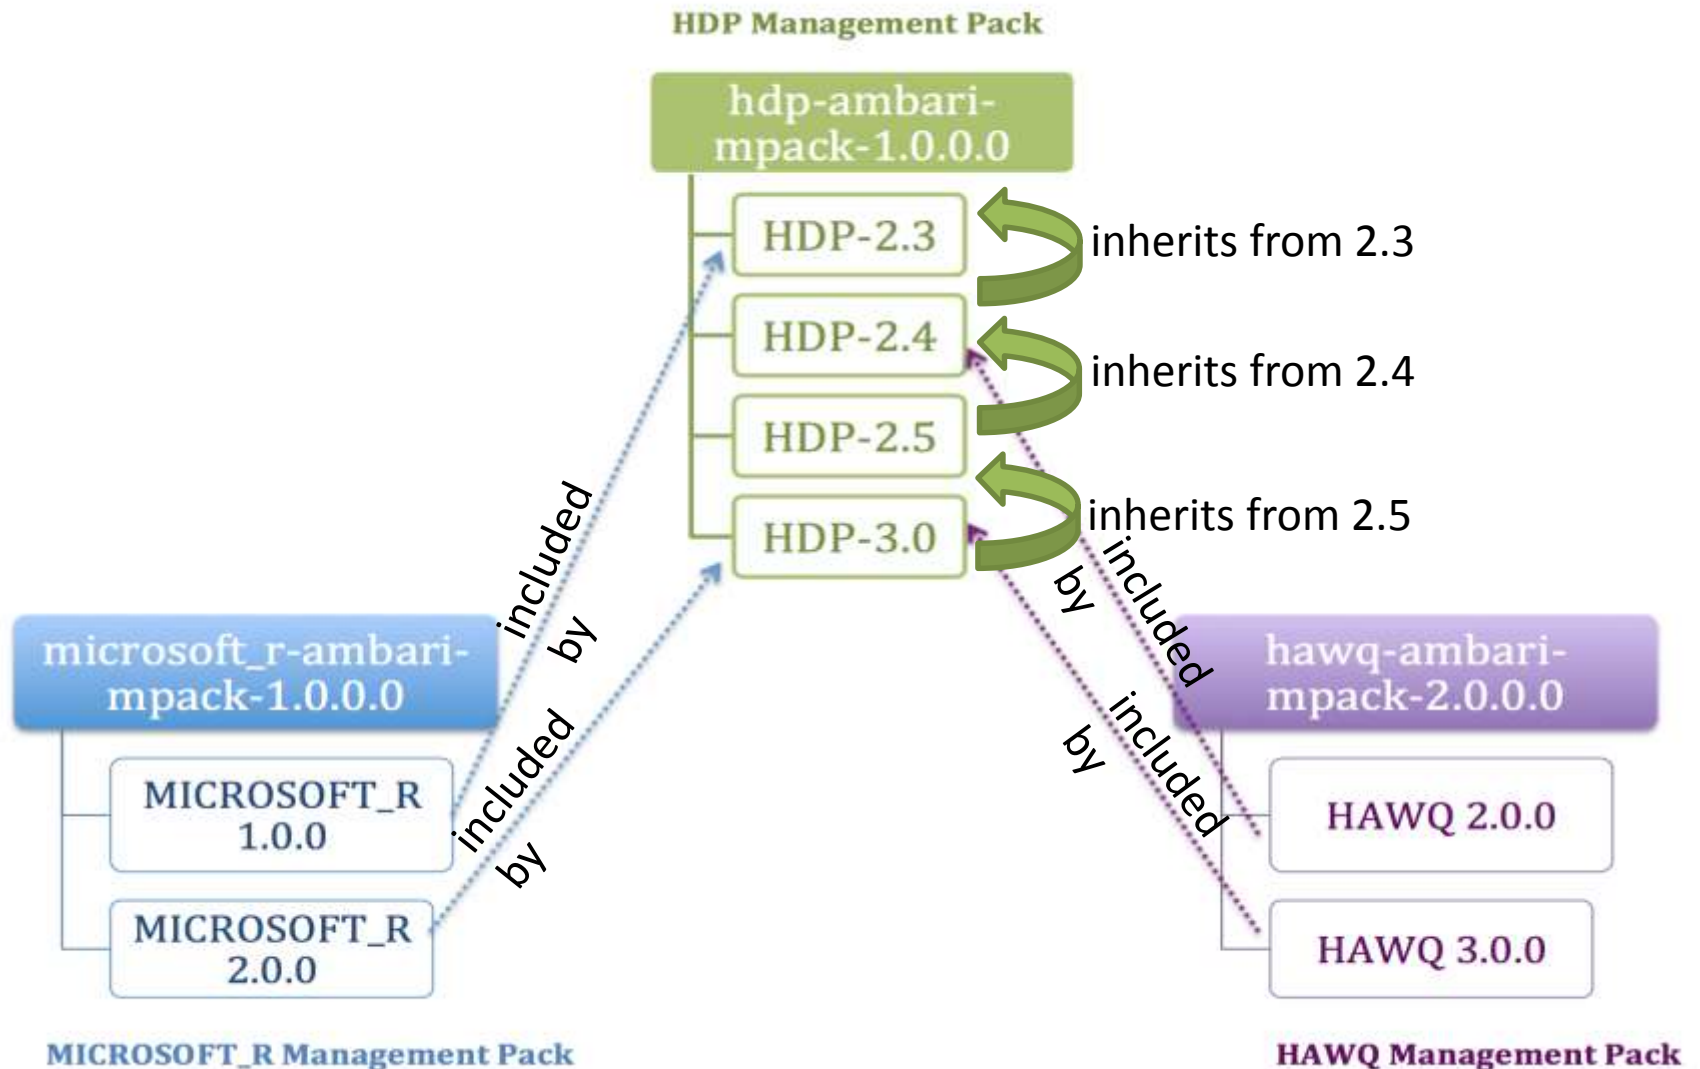 HDP Management Pack
hdp-ambari-
mpack-1.0.0.0
HDP-2.3
inherits from 2.3
HDP-2.4
inherits from 2.4
HDP-2.5
inherits from 2.5
HDP-3.0
included
by
included
by
included
by
included
by
microsoft_r-ambari-
mpack-1.0.0.0
MICROSOFT_R
1.0.0
MICROSOFT_R
2.0.0
MICROSOFT_R Management Pack
hawq-ambari-
mpack-2.0.0.0
HAWQ 2.0.0
HAWQ 3.0.0
HAWQ Management Pack